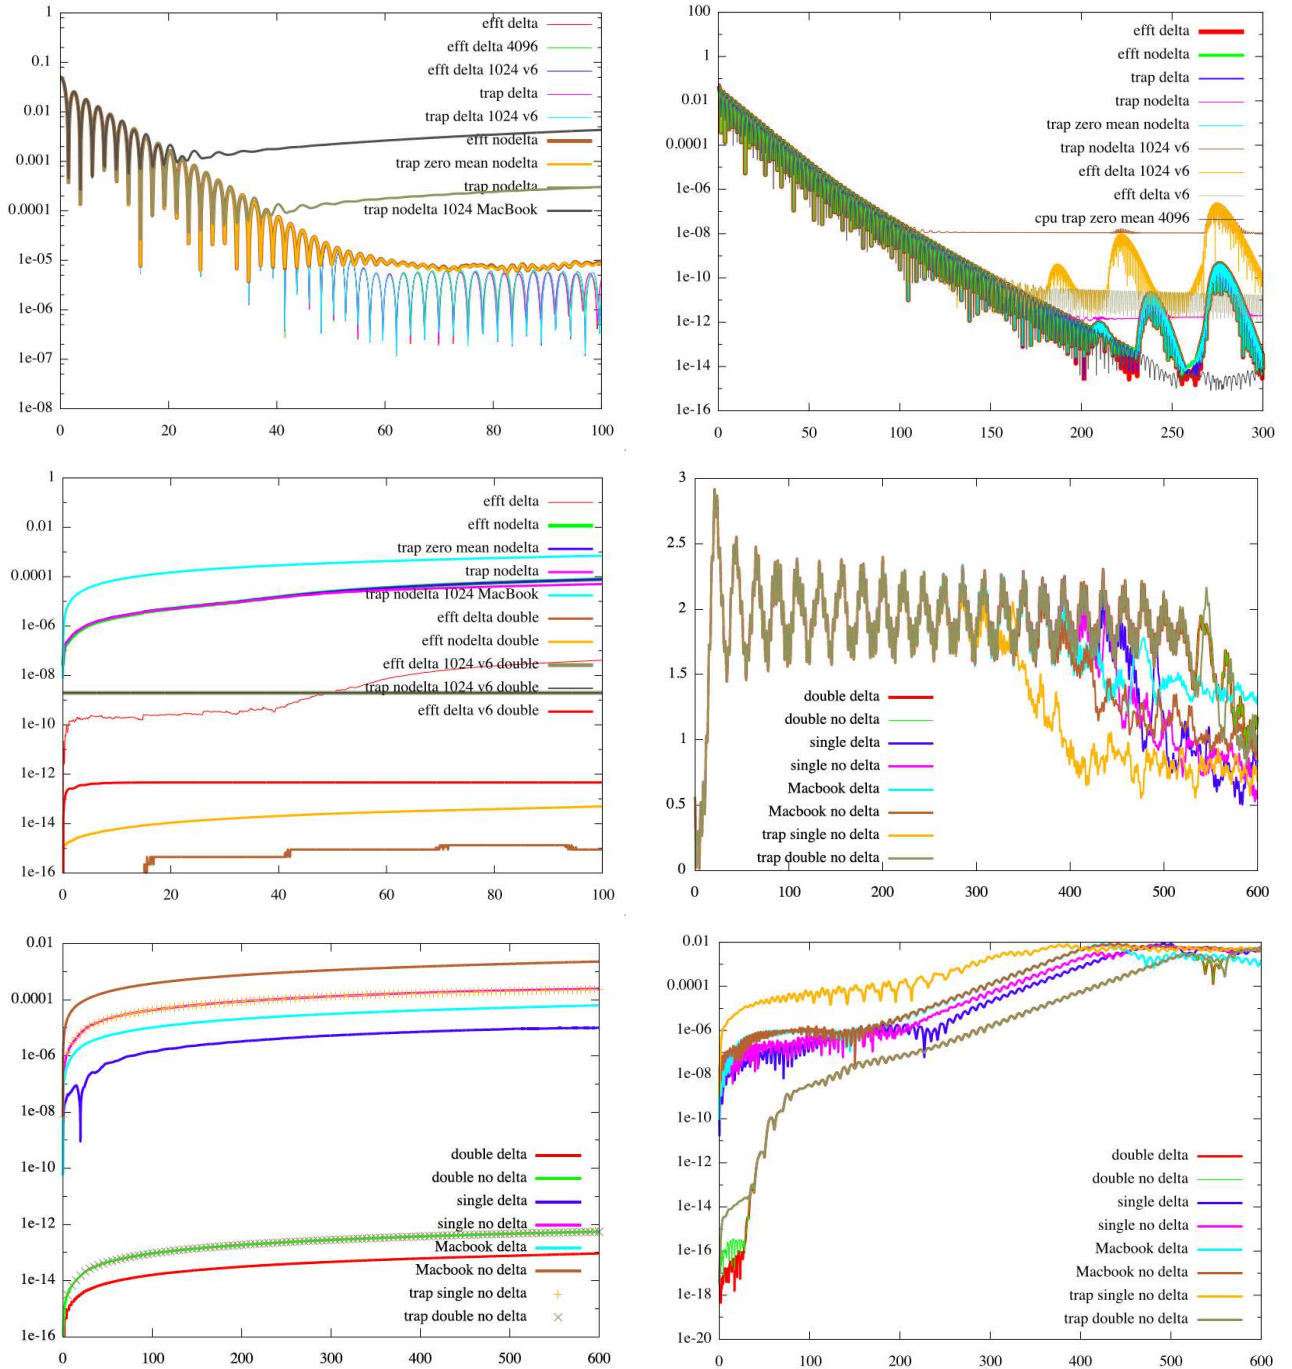 1
0.1
0.01
0.001
0.0001
1e-05
1e-06
1e-07
1e-08
0 20 40 60 80 100
efft delta
efft delta 4096
efft delta 1024 v6
trap delta
trap delta 1024 v6
efft nodelta
trap zero mean nodelta
trap nodelta
trap nodelta 1024 MacBook
100
1
0.01
0.0001
1e-06
1e-08
1e-10
1e-12
1e-14
1e-16
0 50 100 150 200 250 300
efft delta
efft nodelta
trap delta
trap nodelta
trap zero mean nodelta
trap nodelta 1024 v6
efft delta 1024 v6
efft delta v6
cpu trap zero mean 4096
1
0.01
0.0001
1e-06
1e-08
1e-10
1e-12
1e-14
1e-16
0 20 40 60 80 100
efft delta
efft nodelta
trap zero mean nodelta
trap nodelta
trap nodelta 1024 MacBook
efft delta double
efft nodelta double
efft delta 1024 v6 double
trap nodelta 1024 v6 double
efft delta v6 double
3
2.5
2
1.5
1
0.5
0
0 100 200 300 400 500 600
double delta
double no delta
single delta
single no delta
Macbook delta
Macbook no delta
trap single no delta
trap double no delta
0.01
0.0001
1e-06
1e-08
1e-10
1e-12
1e-14
1e-16
0 100 200 300 400 500 600
double delta
double no delta
single delta
single no delta
Macbook delta
Macbook no delta
trap single no delta
trap double no delta
0.01
0.0001
1e-06
1e-08
1e-10
1e-12
1e-14
1e-16
1e-18
1e-20
0 100 200 300 400 500 600
double delta
double no delta
single delta
single no delta
Macbook delta
Macbook no delta
trap single no delta
trap double no delta